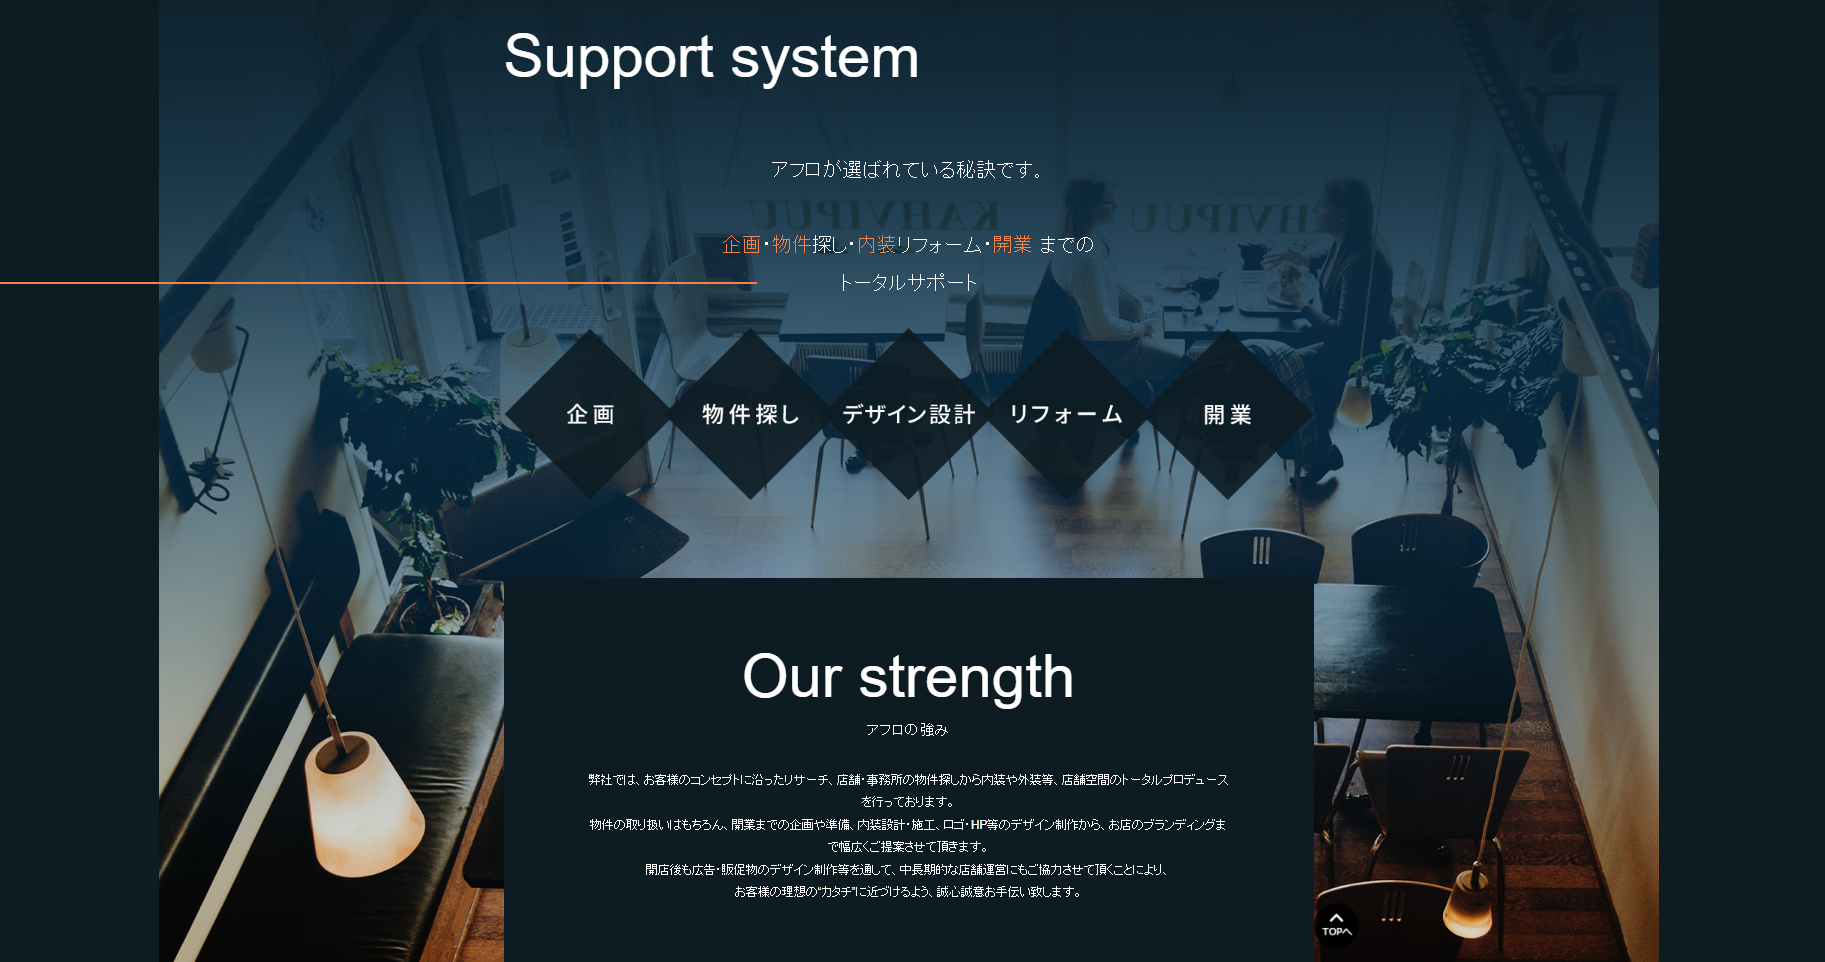 Support system
アフロが選ばれている秘訣です。
KAHVIPUU
HVIPUU
企画・物件探し・内装リフォーム・開業 までの
トータルサポート
企画
物件探し
デザイン設計
リフォーム
開業
Our strength
アフロの強み
弊社では、お客様のコンセプトに沿ったリサーチ、店舗・事務所の物件探しから内装や外装等、店舗空間のトータルプロデュース
を行っております。
物件の取り扱いはもちろん、開業までの企画や準備、内装設計・施工、ロゴ・HP等のデザイン制作から、お店のブランディングま
で幅広くご提案させて頂きます。
開店後も広告・販促物のデザイン制作等を通して、中長期的な店舗運営にもご協力させて頂くことにより、
お客様の理想の“カタチ”に近づけるよう、誠心誠意お手伝い致します。
TOPへ